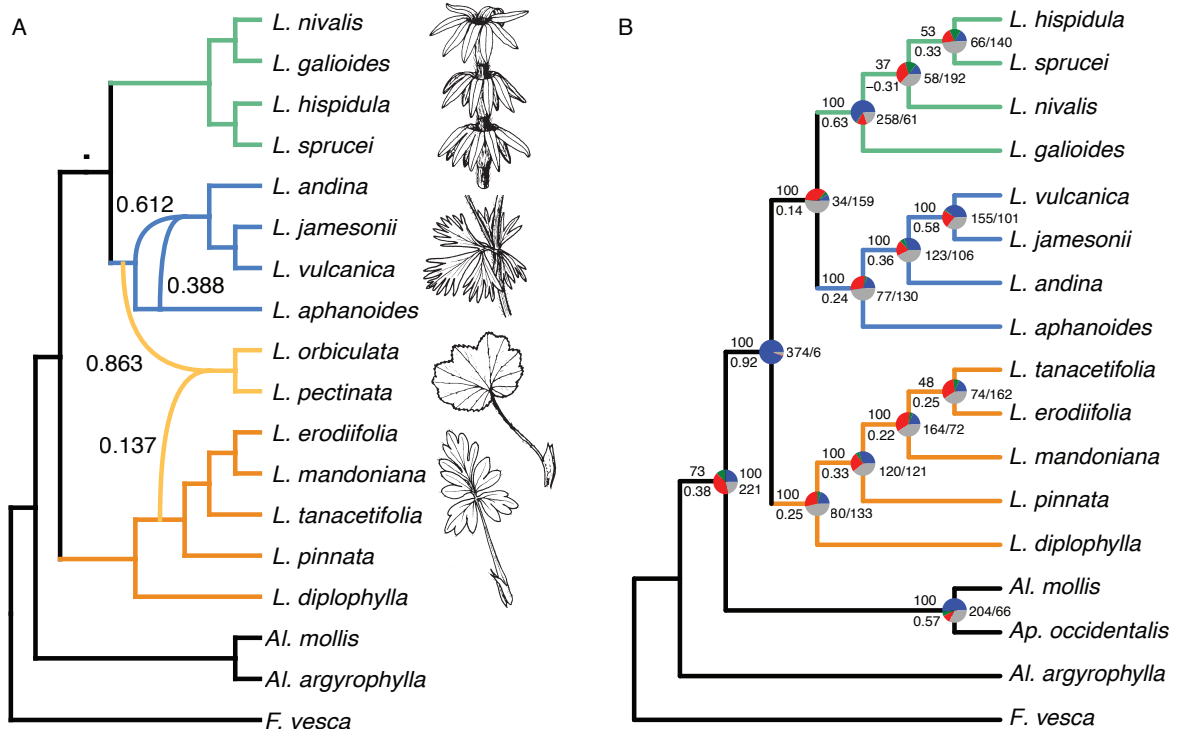 A
L. nivalis
L. galioides
L. hispidula
L. sprucei
L. andina
0.612
L. jamesonii
L. vulcanica
0.388
L. aphanoides
L. orbiculata
0.863
L. pectinata
0.137
L. erodiifolia
L. mandoniana
L. tanacetifolia
L. pinnata
L. diplophylla
Al. mollis
Al. argyrophylla
F. vesca
B
L. hispidula
53
0.33
66/140
L. sprucei
37
−0.31
58/192
L. nivalis
100
0.63
258/61
L. galioides
100
0.14
34/159
L. vulcanica
100
0.58
155/101
L. jamesonii
100
0.36
123/106
L. andina
100
0.24
77/130
L. aphanoides
100
0.92
374/6
L. tanacetifolia
48
0.25
74/162
L. erodiifolia
100
0.22
164/72
L. mandoniana
100
0.33
120/121
L. pinnata
100
0.25
80/133
L. diplophylla
73
0.38
100
221
Al. mollis
100
0.57
204/66
Ap. occidentalis
Al. argyrophylla
F. vesca